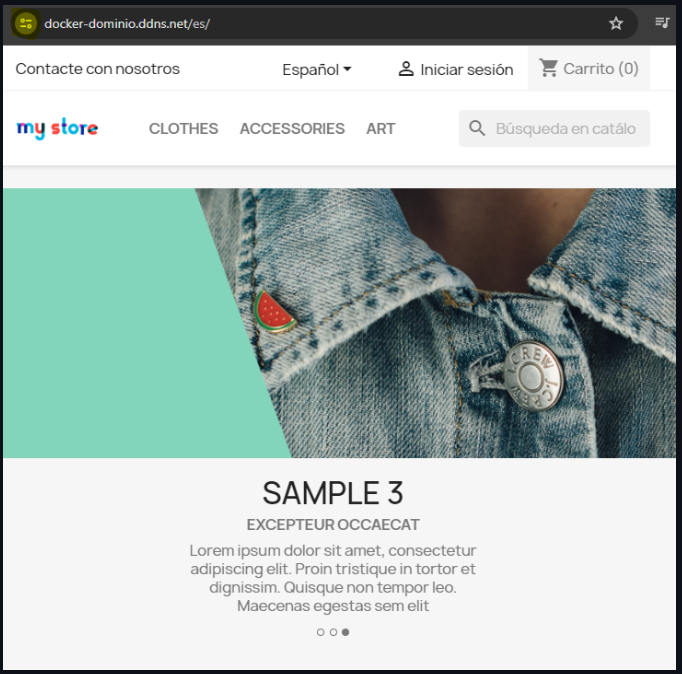 docker-dominio.ddns.net/es/
Contacte con nosotros
Español
Iniciar sesión
Carrito (0)
my store
CLOTHES
ACCESSORIES
ART
Búsqueda en catálo
J.CREW J.CREW
SAMPLE 3
EXCEPTEUR OCCAECAT
Lorem ipsum dolor sit amet, consectetur
adipiscing elit. Proin tristique in tortor et
dignissim. Quisque non tempor leo.
Maecenas egestas sem elit